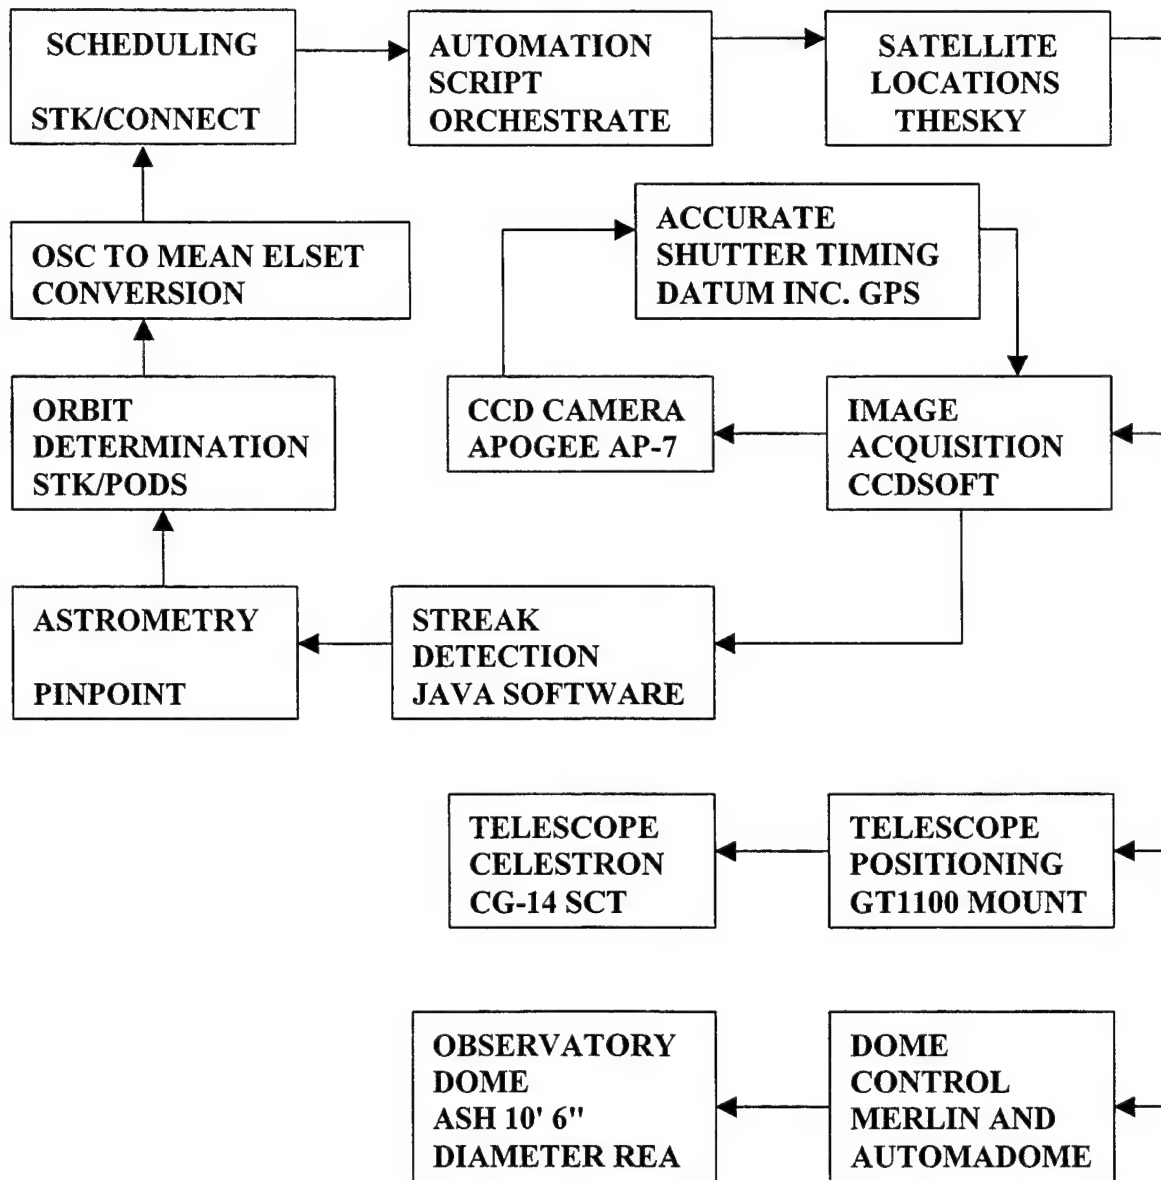 SCHEDULING
STK/CONNECT
AUTOMATION
SCRIPT
ORCHESTRATE
SATELLITE
LOCATIONS
THESKY
OSC TO MEAN ELSET
CONVERSION
ACCURATE
SHUTTER TIMING
DATUM INC. GPS
ORBIT
DETERMINATION
STK/PODS
CCD CAMERA
APOGEE AP-7
IMAGE
ACQUISITION
CCDSOFT
ASTROMETRY
PINPOINT
STREAK
DETECTION
JAVA SOFTWARE
TELESCOPE
CELESTRON
CG-14 SCT
TELESCOPE
POSITIONING
GT1100 MOUNT
OBSERVATORY
DOME
ASH 10' 6"
DIAMETER REA
DOME
CONTROL
MERLIN AND
AUTOMADOME